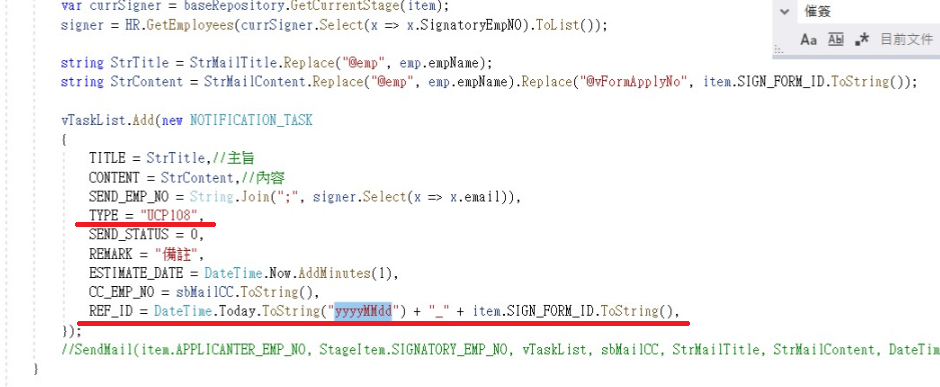 var currSigner = baseRepository.GetCurrentStage(item);
signer = HR.GetEmployees(currSigner.Select(x => x.SignatoryEmpNO).ToList());
催簽
Aa Ab .* 目前文件
string StrTitle = StrMailTitle.Replace("@emp", emp.empName);
string StrContent = StrMailContent.Replace("@emp", emp.empName).Replace("@vFormApplyNo", item.SIGN_FORM_ID.ToString());
vTaskList.Add(new NOTIFICATION_TASK
{
TITLE = StrTitle,//主旨
CONTENT = StrContent,//內容
SEND_EMP_NO = String.Join(";", signer.Select(x => x.email)),
TYPE = "UCP108",
SEND_STATUS = 0,
REMARK = "備註",
ESTIMATE_DATE = DateTime.Now.AddMinutes(1),
CC_EMP_NO = sbMailCC.ToString(),
REF_ID = DateTime.Today.ToString("yyyyMMdd") + "_" + item.SIGN_FORM_ID.ToString(),
});
//SendMail(item.APPLICANTER_EMP_NO, StageItem.SIGNATORY_EMP_NO, vTaskList, sbMailCC, StrMailTitle, StrMailContent, DateTim
}